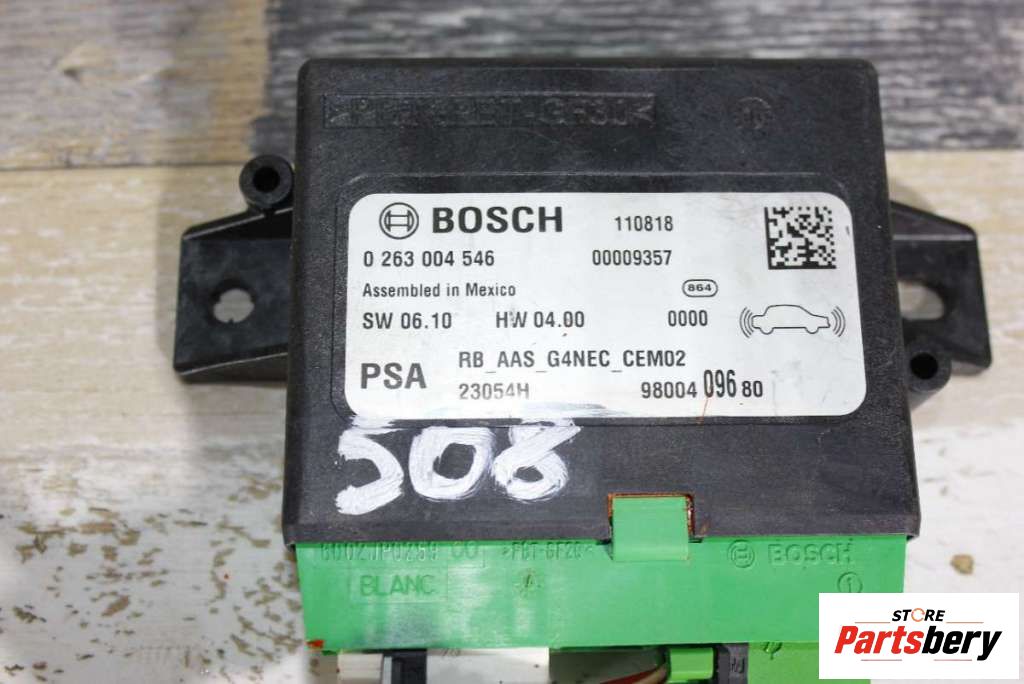 BOSCH 110818
0 263 004 546 00009357
Assembled in Mexico 864
SW 06.10 HW 04.00 0000
RB_AAS_G4NEC_CEM02
PSA
23054H 98004 096 80
508
BOSCH
BLANC
STORE
Partsbery